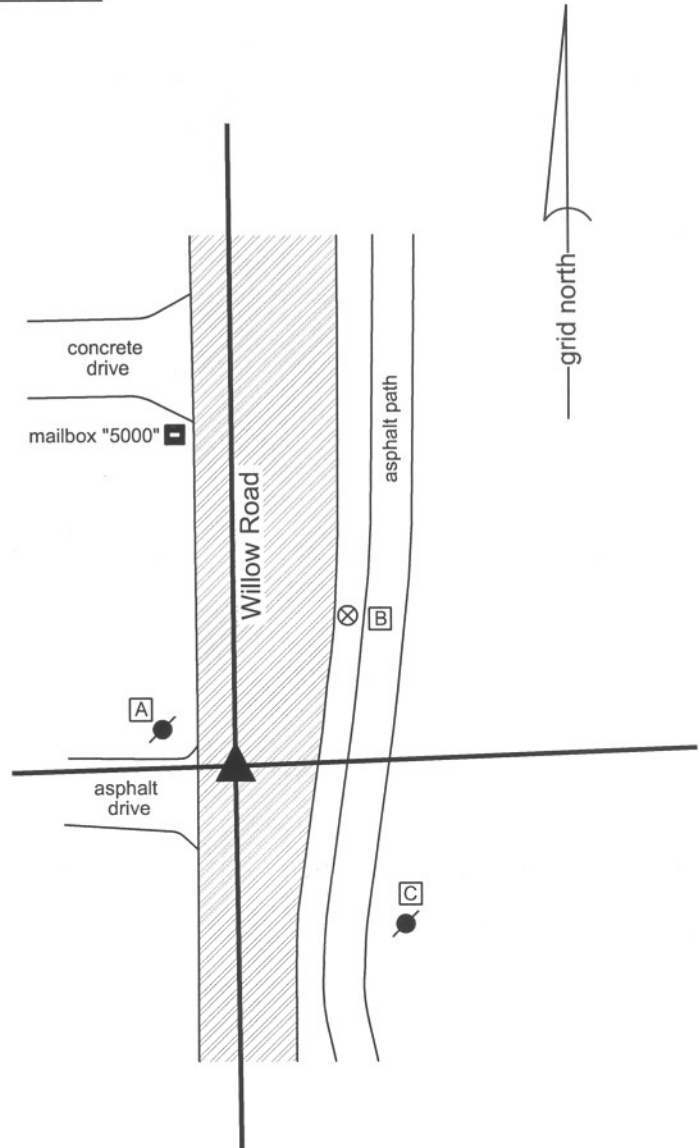 grid north
concrete
drive
asphalt path
mailbox "5000"
Willow Road
B
A
asphalt
drive
C